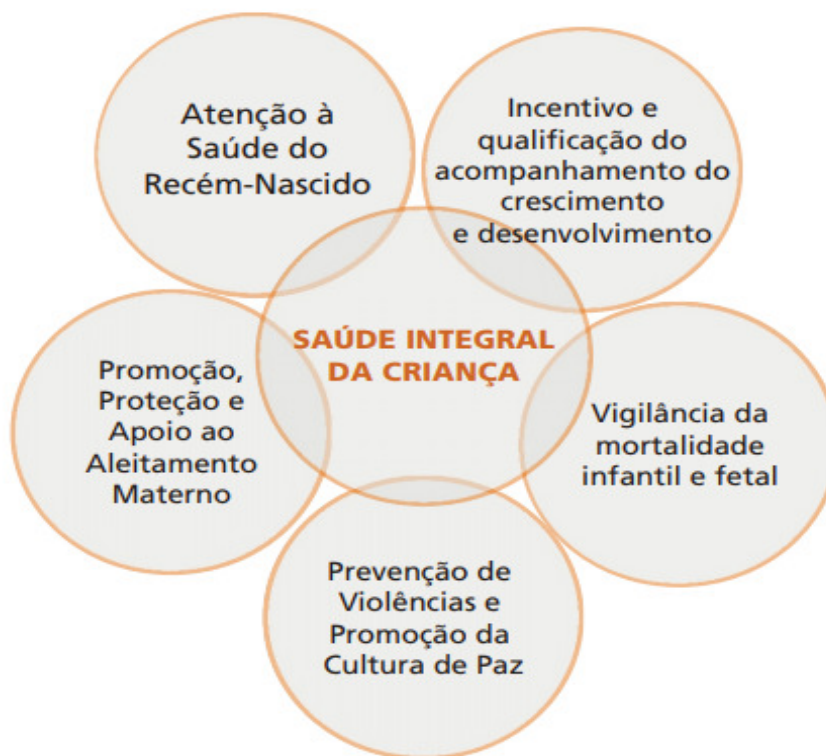 Atenção à
Saúde do
Recém-Nascido
Incentivo e
qualificação do
acompanhamento do
crescimento
e desenvolvimento
SAÚDE INTEGRAL
DA CRIANÇA
Promoção,
Proteção e
Apoio ao
Aleitamento
Materno
Vigilância da
mortalidade
infantil e fetal
Prevenção de
Violências e
Promoção da
Cultura de Paz